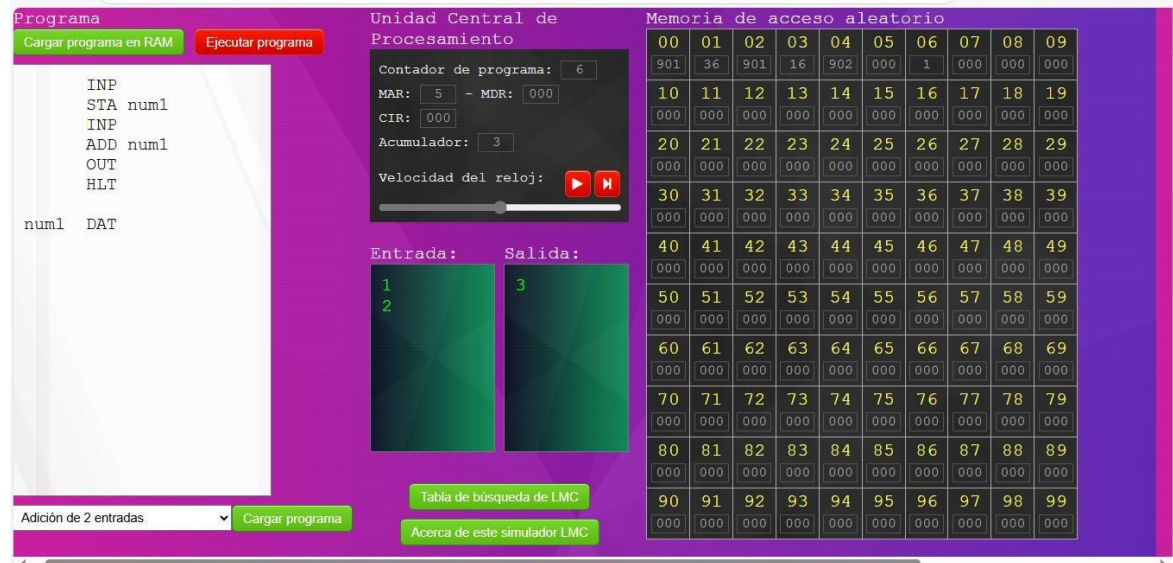 Programa
Cargar programa en RAM Ejecutar programa
INP
STA num1
INP
ADD num1
OUT
HLT
num1 DAT
Adición de 2 entradas Cargar programa
Unidad Central de
Procesamiento
Contador de programa: 6
MAR: 5 - MDR: 000
CIR: 000
Acumulador: 3
Velocidad del reloj:
Entrada: Salida:
1 3
2
Tabla de búsqueda de LMC
Acerca de este simulador LMC
Memoria de acceso aleatorio
00 01 02 03 04 05 06 07 08 09
901 36 901 16 902 000 1 000 000 000
10 11 12 13 14 15 16 17 18 19
000 000 000 000 000 000 000 000 000 000
20 21 22 23 24 25 26 27 28 29
000 000 000 000 000 000 000 000 000 000
30 31 32 33 34 35 36 37 38 39
000 000 000 000 000 000 000 000 000 000
40 41 42 43 44 45 46 47 48 49
000 000 000 000 000 000 000 000 000 000
50 51 52 53 54 55 56 57 58 59
000 000 000 000 000 000 000 000 000 000
60 61 62 63 64 65 66 67 68 69
000 000 000 000 000 000 000 000 000 000
70 71 72 73 74 75 76 77 78 79
000 000 000 000 000 000 000 000 000 000
80 81 82 83 84 85 86 87 88 89
000 000 000 000 000 000 000 000 000 000
90 91 92 93 94 95 96 97 98 99
000 000 000 000 000 000 000 000 000 000